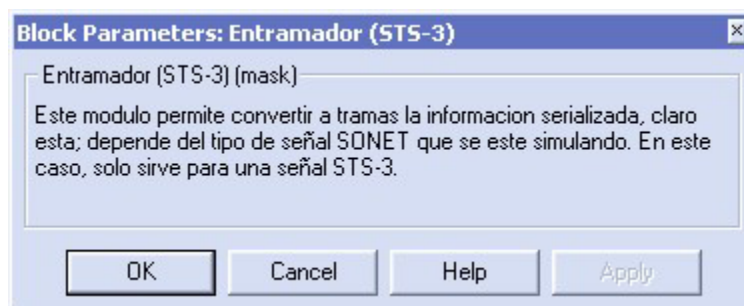 Block Parameters: Entramador (STS-3)
Entramador (STS-3) (mask)
Este modulo permite convertir a tramas la informacion serializada, claro
esta; depende del tipo de señal SONET que se este simulando. En este
caso, solo sirve para una señal STS-3.
OK Cancel Help Apply